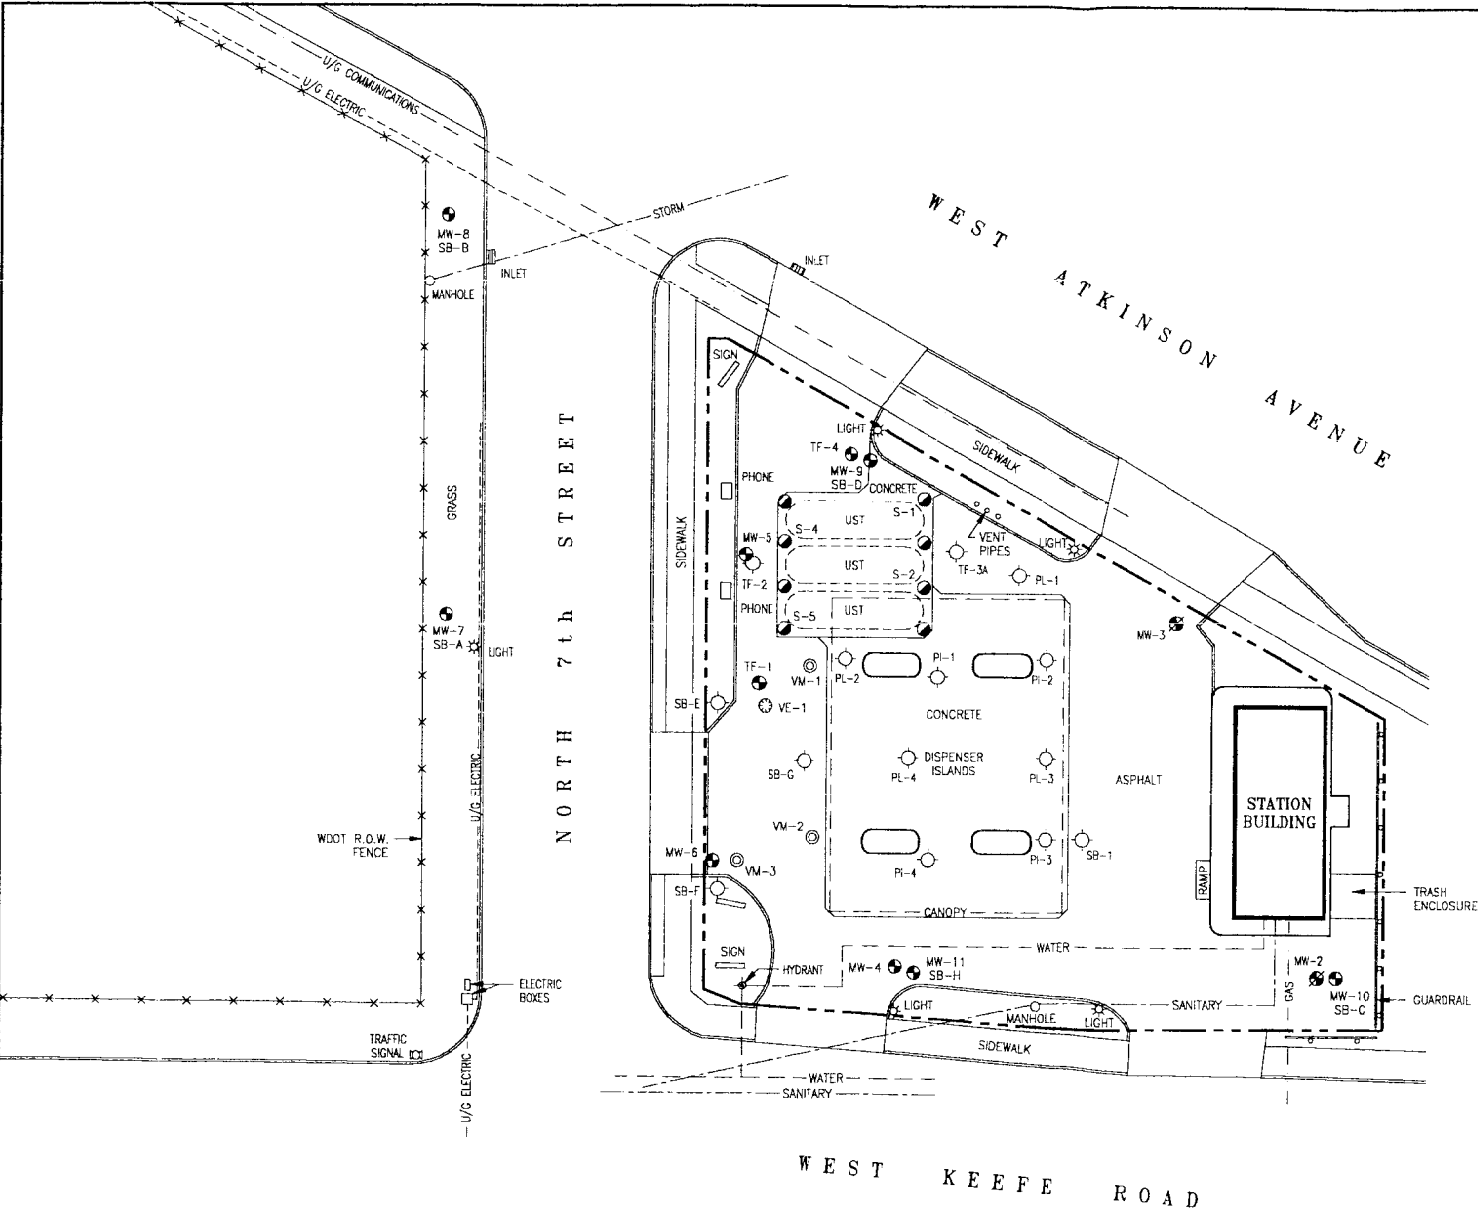 U/G COMMUNICATIONS
U/G ELECTRIC
STORM
MW-8
SB-B
INLET
MANHOLE
WEST ATKINSON AVENUE
INLET
SIGN
LIGHT
TF-4
MW-9
SB-D
CONCRETE
SIDEWALK
PHONE
GRASS
NORTH 7th STREET
SIDEWALK
S-1
UST
S-4
VENT
PIPES
LIGHT
MW-5
UST
S-2
TF-2
TF-3A
PL-1
PHONE
UST
S-5
MW-7
SB-A
LIGHT
MW-3
TF-1
VM-1
PL-2
PI-1
PI-2
SB-E
VE-1
CONCRETE
SB-G
PL-4
DISPENSER
ISLANDS
PL-3
ASPHALT
U/G ELECTRIC
STATION
BUILDING
WDOT R.O.W.
FENCE
VM-2
MW-6
VM-3
PI-4
PI-3
SB-1
SB-F
RAMP
TRASH
ENCLOSURE
CANOPY
SIGN
WATER
HYDRANT
MW-4
MW-11
SB-H
MW-2
MW-10
SB-C
ELECTRIC
BOXES
LIGHT
MANHOLE
LIGHT
SANITARY
GAS
GUARDRAIL
TRAFFIC
SIGNAL
SIDEWALK
U/G ELECTRIC
WATER
SANITARY
WEST KEEFE ROAD